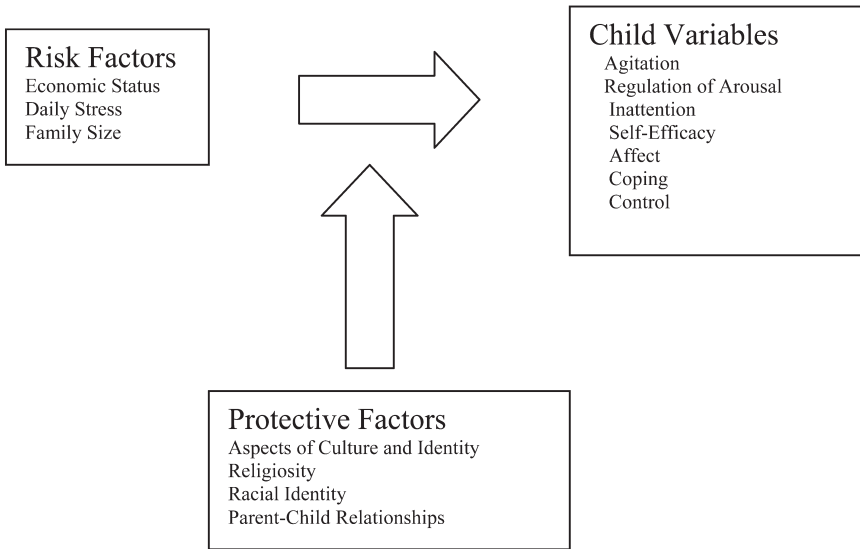 Risk Factors
Economic Status
Daily Stress
Family Size
Child Variables
Agitation
Regulation of Arousal
Inattention
Self-Efficacy
Affect
Coping
Control
Protective Factors
Aspects of Culture and Identity
Religiosity
Racial Identity
Parent-Child Relationships